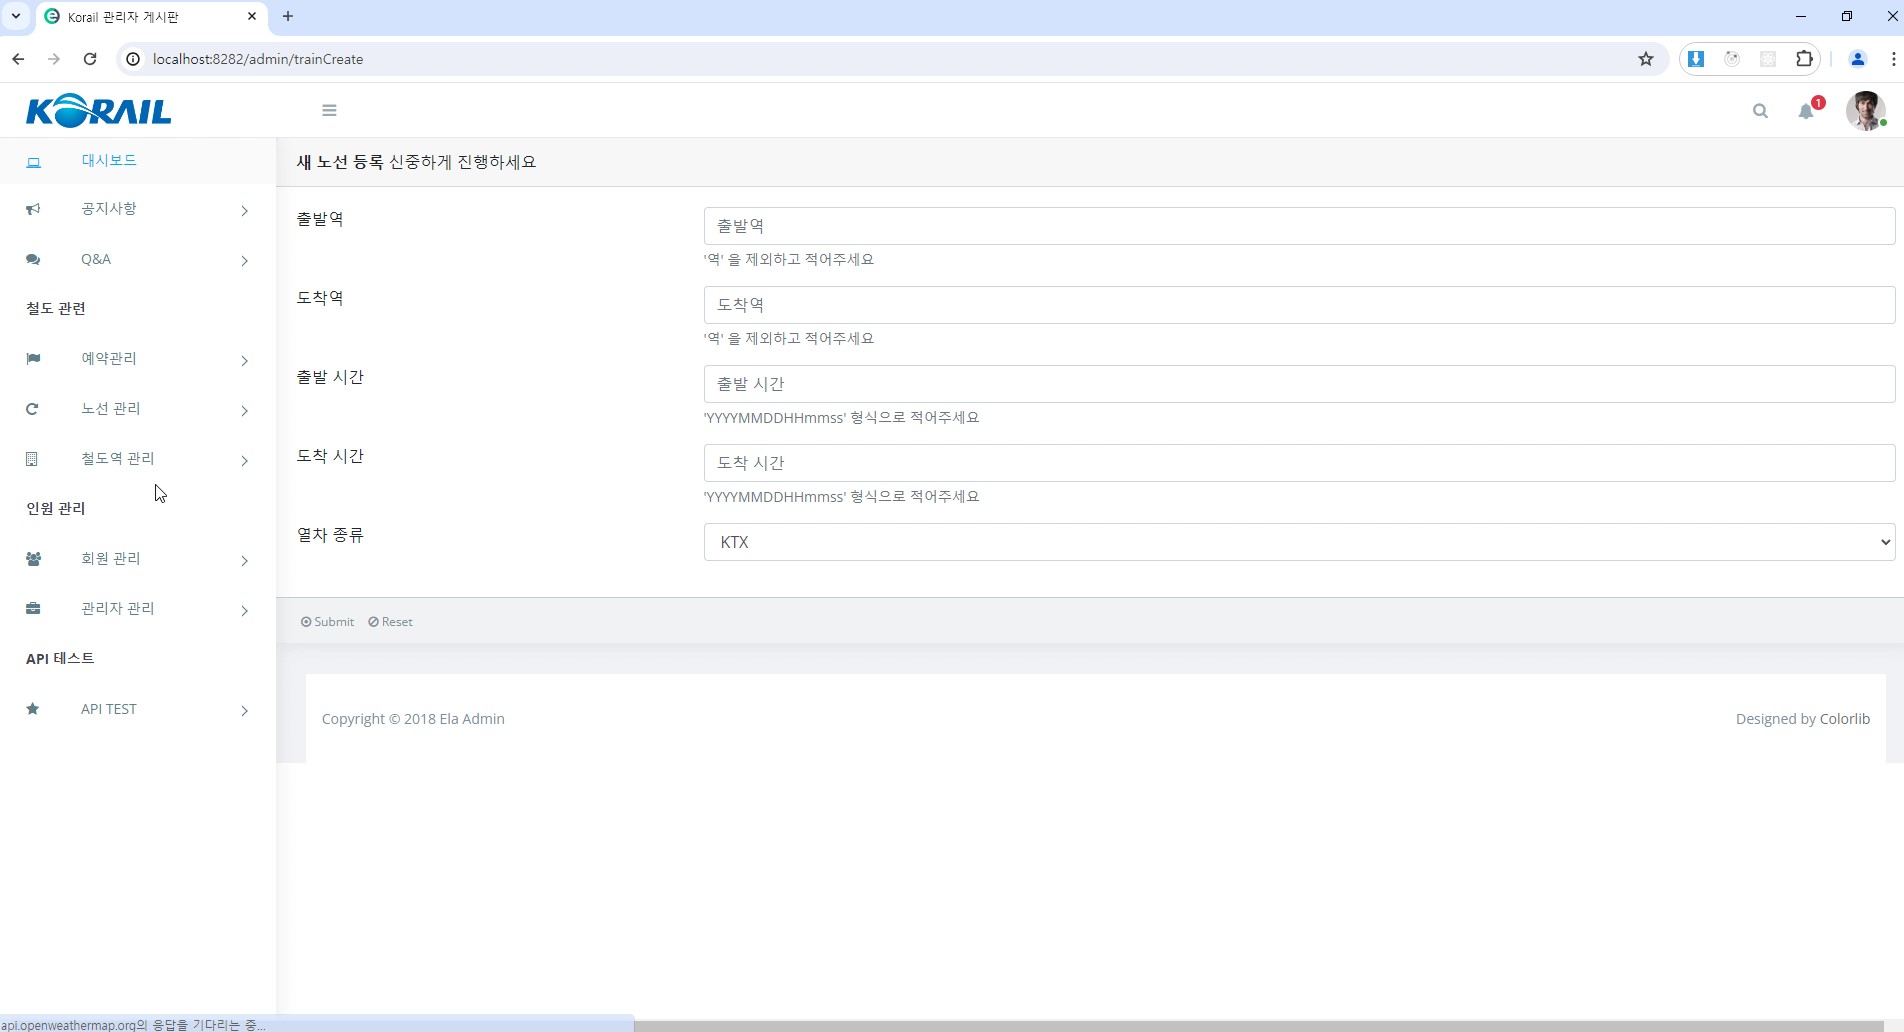 Korail 관리자 게시판
localhost:8282/admin/trainCreate
KORAIL
1
대시보드
공지사항
Q&A
철도 관련
예약관리
노선 관리
철도역 관리
인원 관리
회원 관리
관리자 관리
API 테스트
API TEST
새 노선 등록 신중하게 진행하세요
출발역
출발역
'역' 을 제외하고 적어주세요
도착역
도착역
'역' 을 제외하고 적어주세요
출발 시간
출발 시간
'YYYYMMDDHHmmss' 형식으로 적어주세요
도착 시간
도착 시간
'YYYYMMDDHHmmss' 형식으로 적어주세요
열차 종류
KTX
Submit Reset
Copyright © 2018 Ela Admin
Designed by Colorlib
api.openweathermap.org의 응답을 기다리는 중...